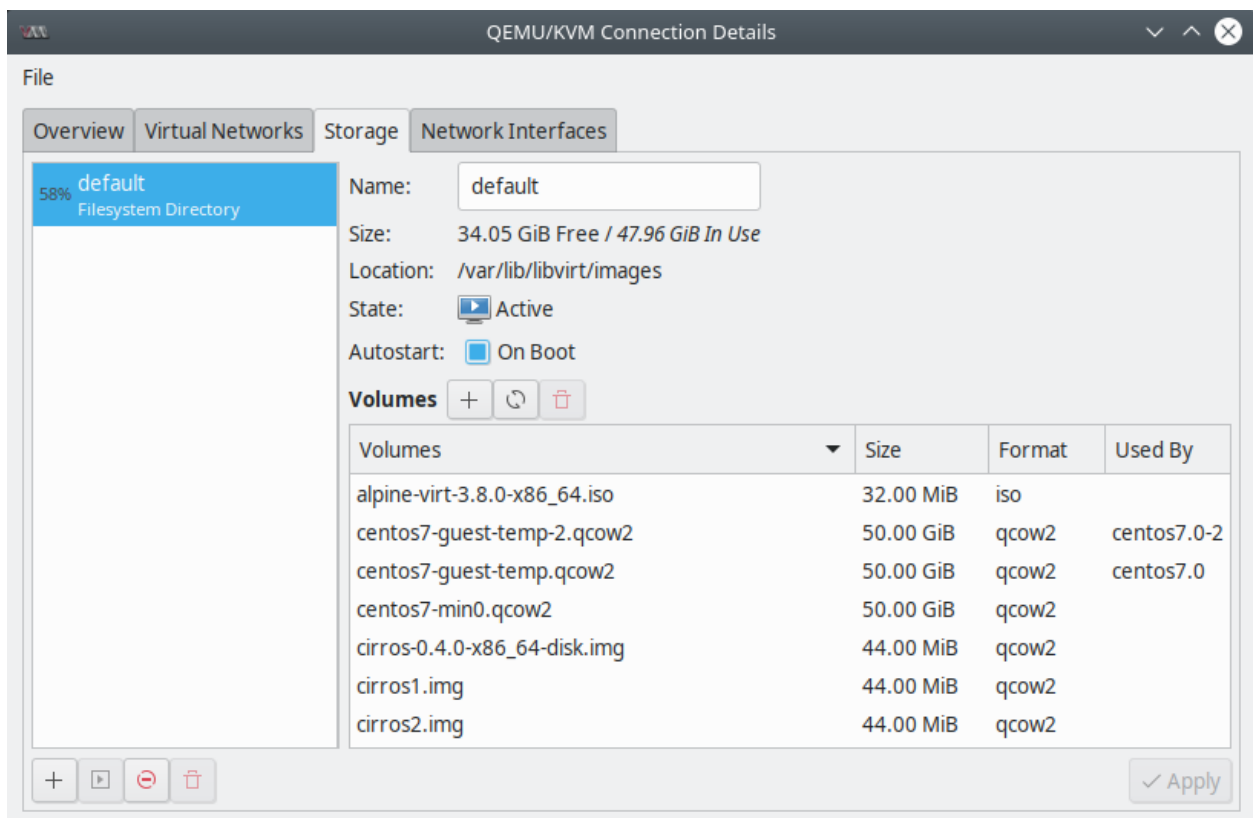 QEMU/KVM Connection Details
File
Overview Virtual Networks Storage Network Interfaces
58% default
Filesystem Directory
Name: default
Size: 34.05 GiB Free / 47.96 GiB In Use
Location: /var/lib/libvirt/images
State: Active
Autostart: On Boot
Volumes
Volumes Size Format Used By
alpine-virt-3.8.0-x86_64.iso 32.00 MiB iso
centos7-guest-temp-2.qcow2 50.00 GiB qcow2 centos7.0-2
centos7-guest-temp.qcow2 50.00 GiB qcow2 centos7.0
centos7-min0.qcow2 50.00 GiB qcow2
cirros-0.4.0-x86_64-disk.img 44.00 MiB qcow2
cirros1.img 44.00 MiB qcow2
cirros2.img 44.00 MiB qcow2
Apply